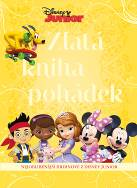 Disney
Junior
Zlatá
kniha
pohádek
NEJOBLÍBENĚJŠÍ HRDINOVÉ Z DISNEY JUNIOR